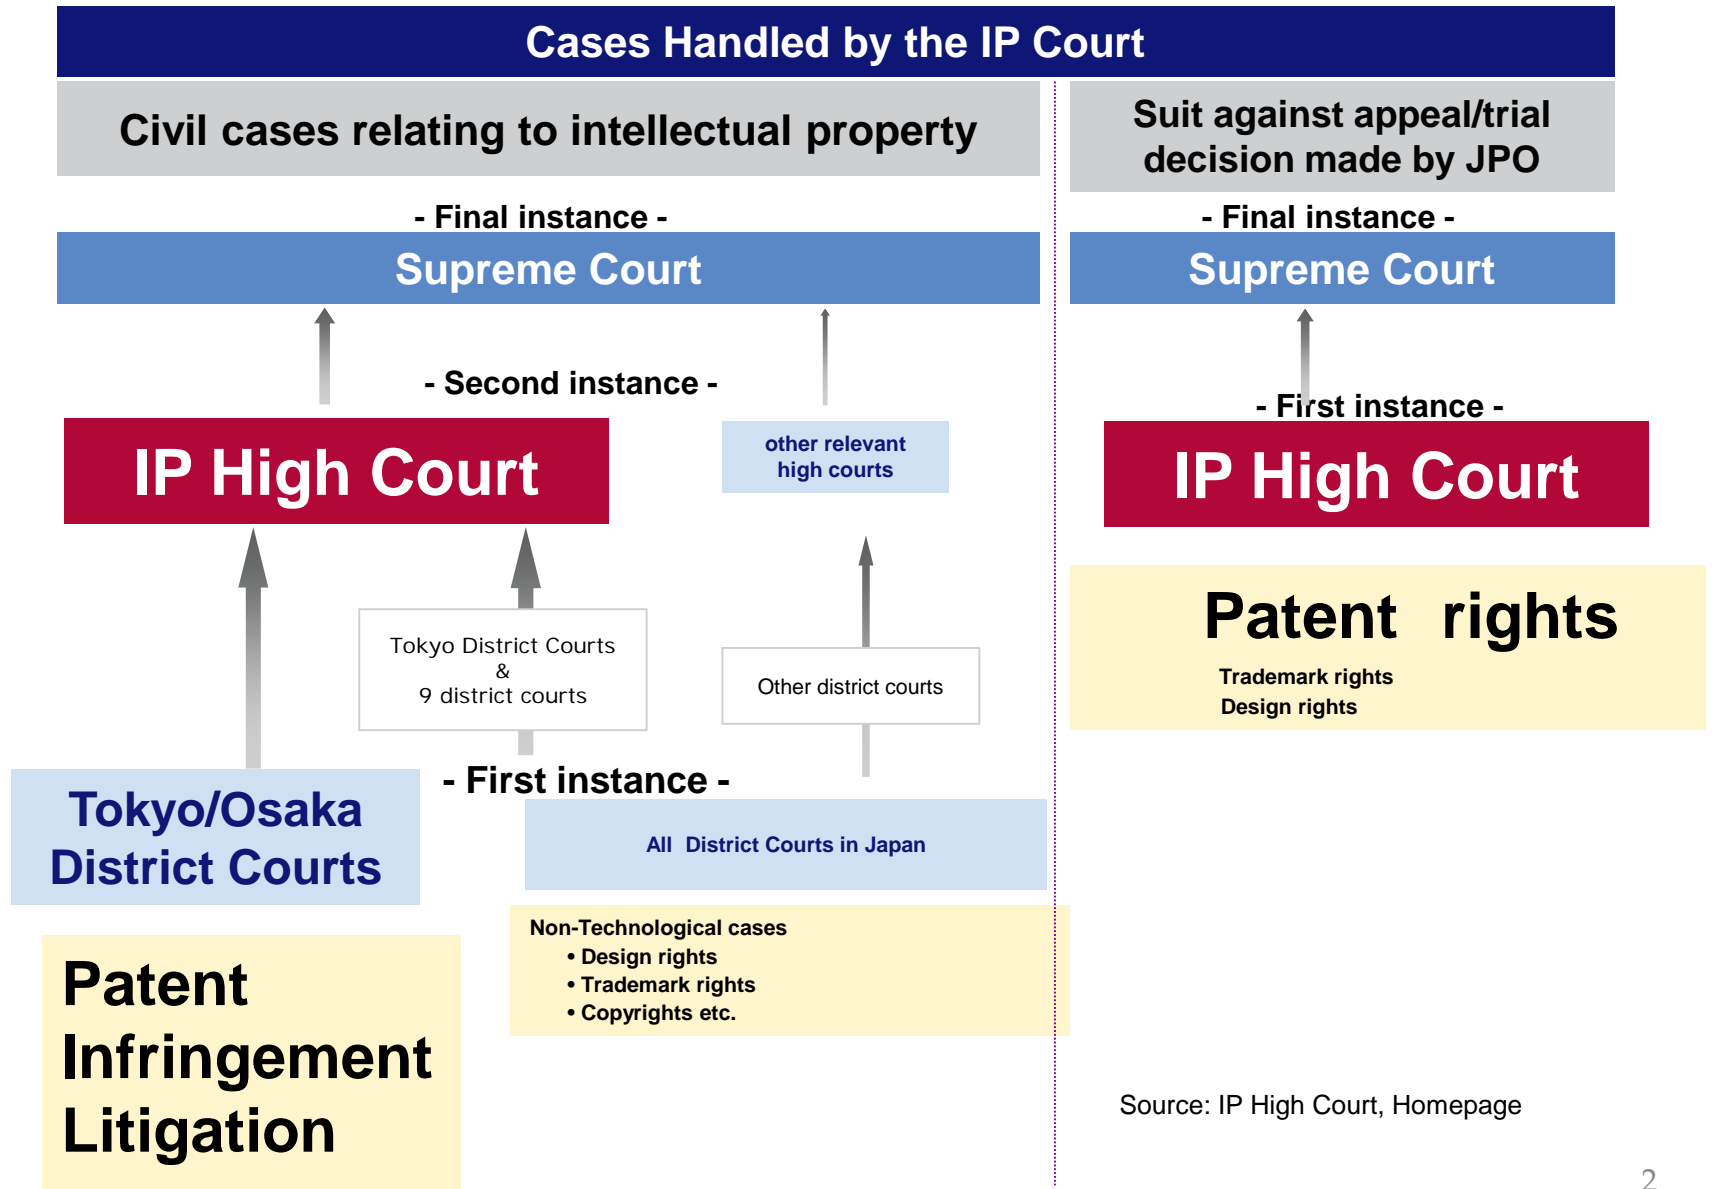 Cases Handled by the IP Court
Civil cases relating to intellectual property
Suit against appeal/trial
decision made by JPO
- Final instance -
Supreme Court
- Final instance -
Supreme Court
- Second instance -
IP High Court
other relevant
high courts
- First instance -
IP High Court
Tokyo District Courts
&
9 district courts
Other district courts
Patent rights
Trademark rights
Design rights
- First instance -
Tokyo/Osaka
District Courts
All District Courts in Japan
Patent
Infringement
Litigation
Non-Technological cases
• Design rights
• Trademark rights
• Copyrights etc.
Source: IP High Court, Homepage
2